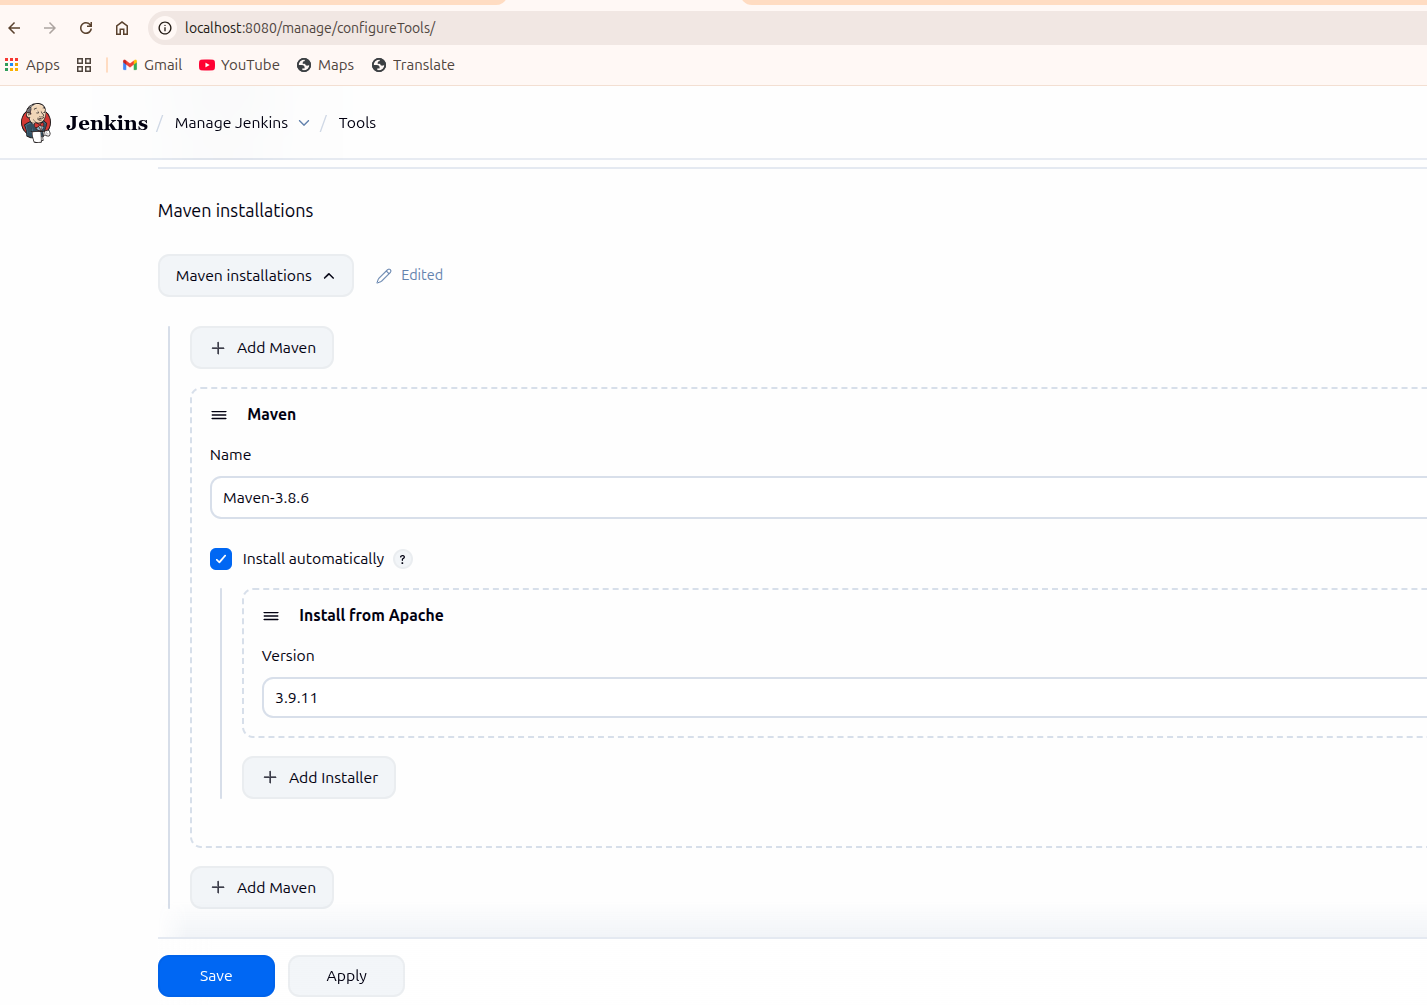 localhost:8080/manage/configureTools/
Apps Gmail YouTube Maps Translate
Jenkins / Manage Jenkins / Tools
Maven installations
Maven installations Edited
+ Add Maven
Maven
Name
Maven-3.8.6
Install automatically ?
Install from Apache
Version
3.9.11
+ Add Installer
+ Add Maven
Save Apply